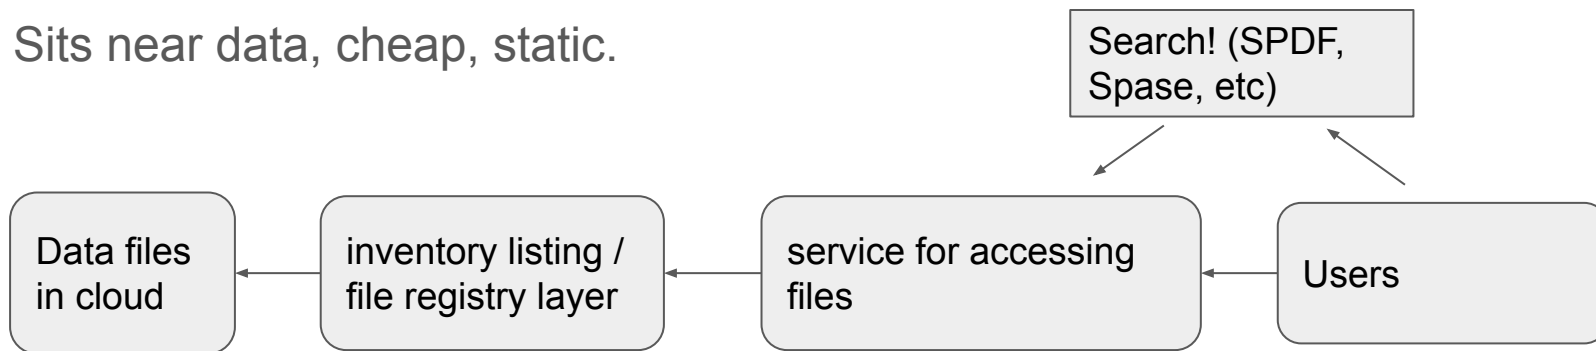 Sits near data, cheap, static.
Search! (SPDF,
Spase, etc)
Data files
in cloud
inventory listing /
file registry layer
service for accessing
files
Users